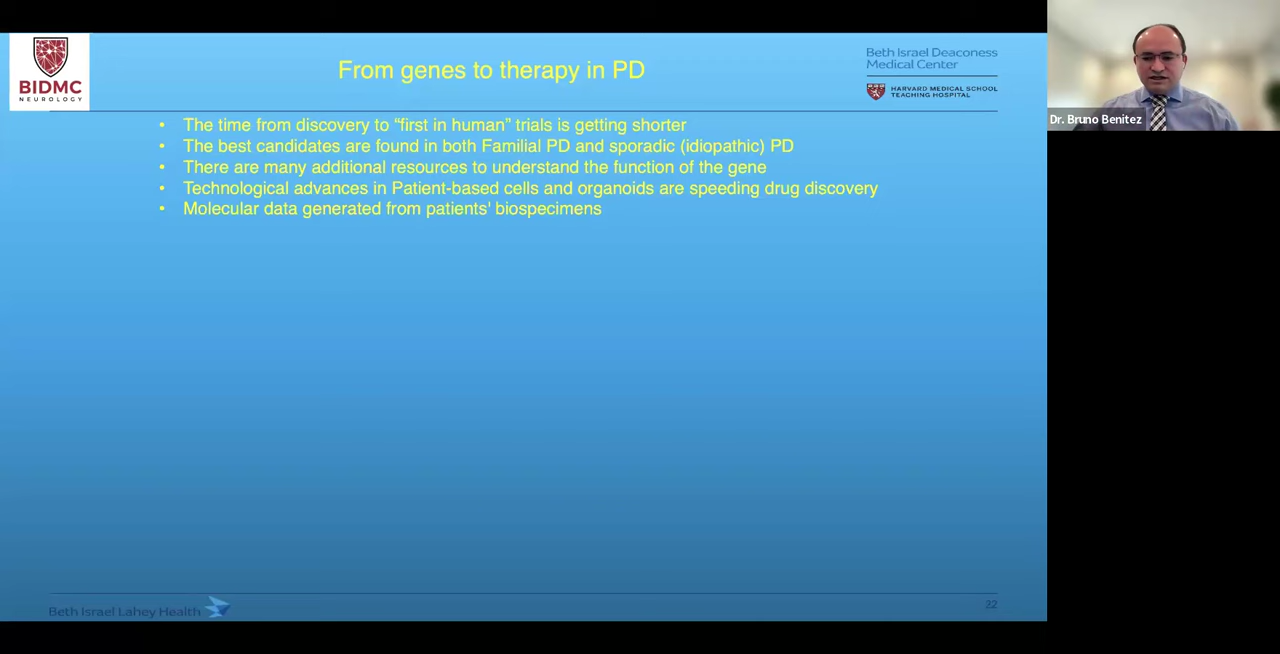 BIDMC
NEUROLOGY
From genes to therapy in PD
Beth Israel Deaconess
Medical Center
HARVARD MEDICAL SCHOOL
TEACHING HOSPITAL
Dr. Bruno Benitez
• The time from discovery to “first in human” trials is getting shorter
• The best candidates are found in both Familial PD and sporadic (idiopathic) PD
• There are many additional resources to understand the function of the gene
• Technological advances in Patient-based cells and organoids are speeding drug discovery
• Molecular data generated from patients' biospecimens
Beth Israel Lahey Health
22